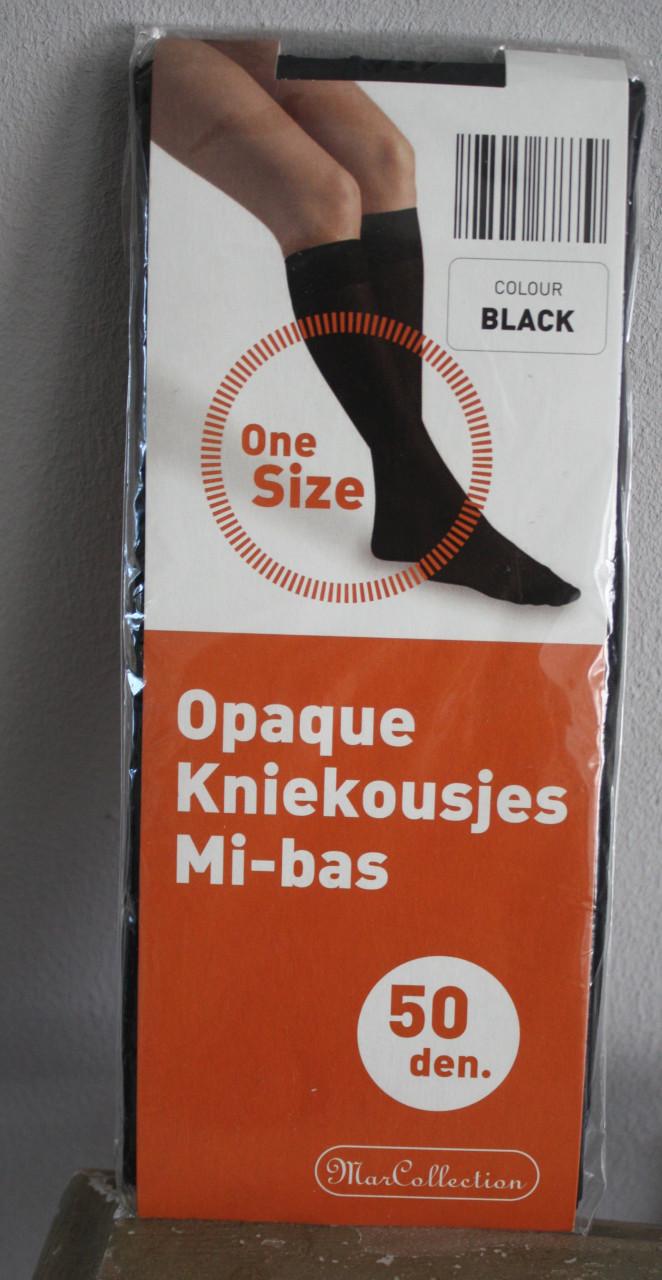 COLOUR
BLACK
One
Size
Opaque
Kniekousjes
Mi-bas
50
den.
MarCollection